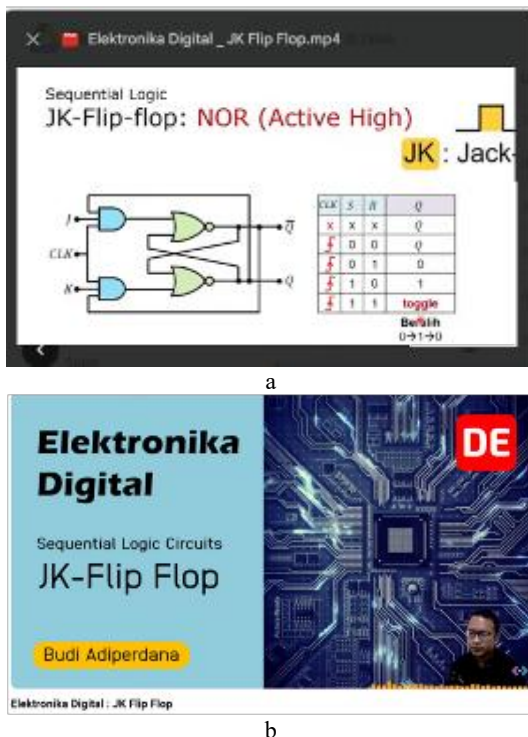 Elektronika Digital _ JK Flip Flop.mp4
Sequential Logic
JK-Flip-flop: NOR (Active High)
JK : Jack-
J
CLK
K
Q̅
Q
CLK S R Q
x x x Q
0 0 Q
0 1 0
1 0 1
1 1 toggle
Beralih
0→1→0
a
Elektronika
Digital
DE
Sequential Logic Circuits
JK-Flip Flop
Budi Adiperdana
Elektronika Digital : JK Flip Flop
b